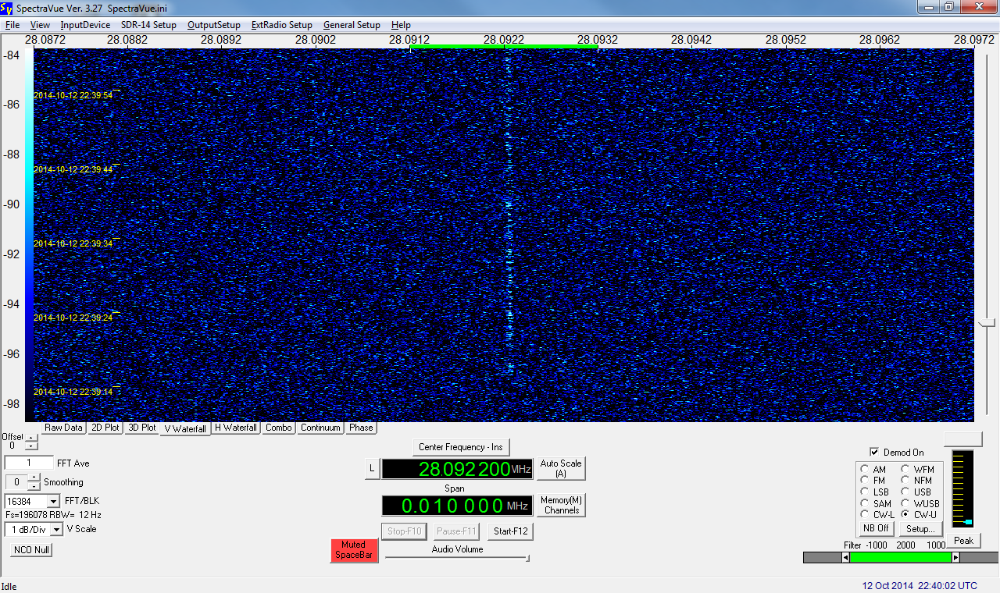 SpectraVue Ver. 3.27 SpectraVue.ini
File View InputDevice SDR-14 Setup OutputSetup ExtRadio Setup General Setup Help
28.0872 28.0882 28.0892 28.0902 28.0912 28.0922 28.0932 28.0942 28.0952 28.0962 28.0972
-84
2014-10-12 22:39:54
-86
-88
2014-10-12 22:39:44
-90
2014-10-12 22:39:34
-92
-94
2014-10-12 22:39:24
-96
2014-10-12 22:39:14
-98
Raw Data 2D Plot 3D Plot V Waterfall H Waterfall Combo Continuum Phase
Offset
0
1 FFT Ave
0 Smoothing
16384 FFT/BLK
Fs=196078 RBW= 12 Hz
1 dB/Div V Scale
NCO Null
Center Frequency - Ins
L 28.092 200 MHz Auto Scale
(A)
Span
0.010 000 MHz Memory(M)
Channels
Stop-F10 Pause-F11 Start-F12
Muted
SpaceBar
Audio Volume
Demod On
AM WFM
FM NFM
LSB USB
SAM WUSB
CW-L CW-U
NB Off Setup... Peak
Filter -1000 2000 1000
Idle
12 Oct 2014 22:40:02 UTC